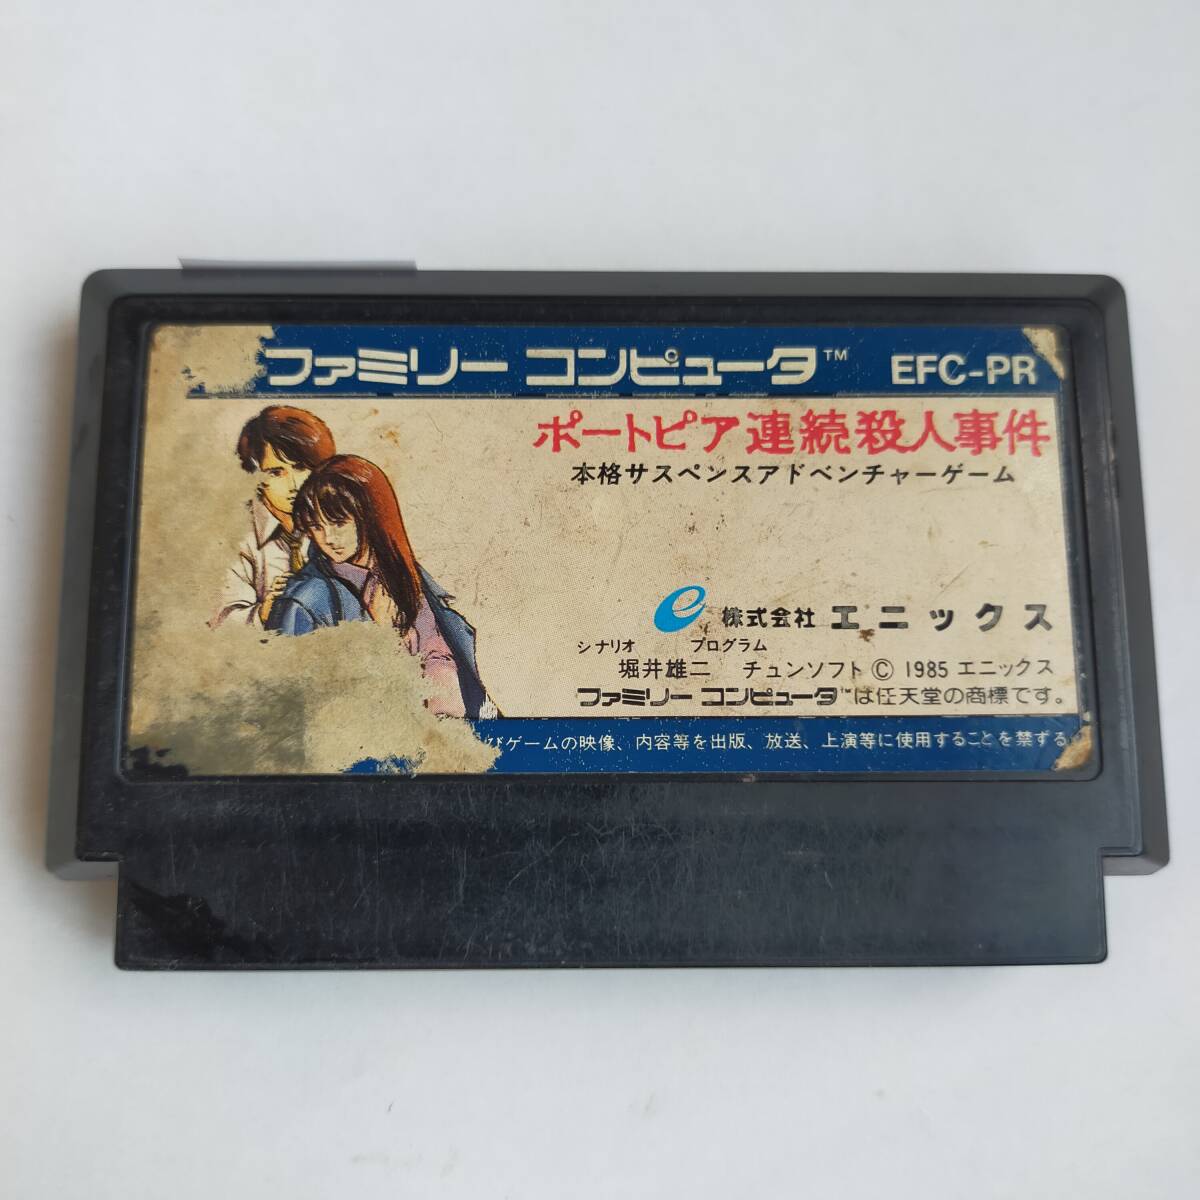 ファミリー コンピュータ™ EFC-PR
ポートピア連続殺人事件
本格サスペンスアドベンチャーゲーム
e 株式会社 エニックス
シナリオ プログラム
堀井雄二 チュンソフト © 1985 エニックス
ファミリー コンピュータ™は任天堂の商標です。
びゲームの映像、内容等を出版、放送、上演等に使用することを禁ずる